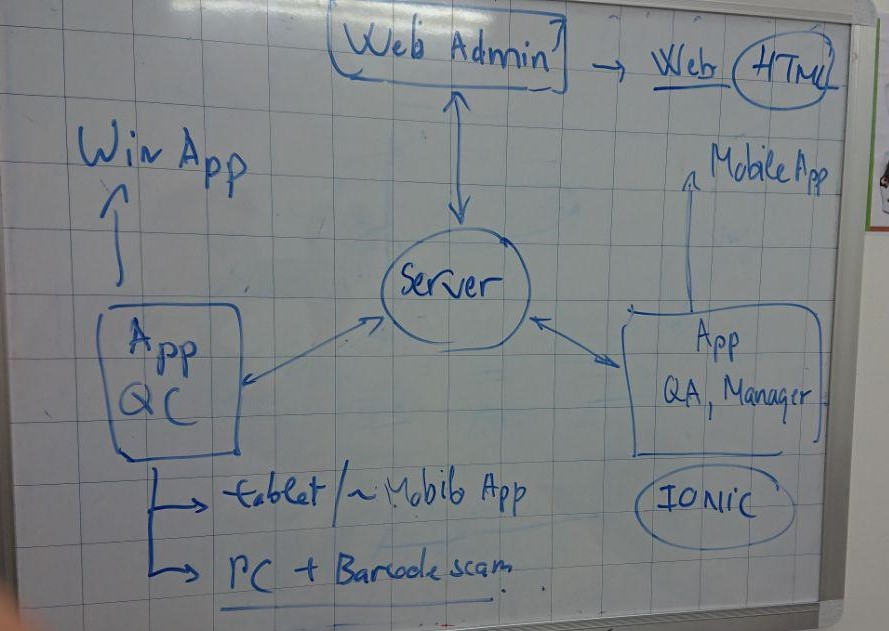 Web Admin → Web HTML
Win App
Mobile App
Server
App
QC
App
QA, Manager
tablet / ~ Mobile App
IONIC
PC + Barcode scam